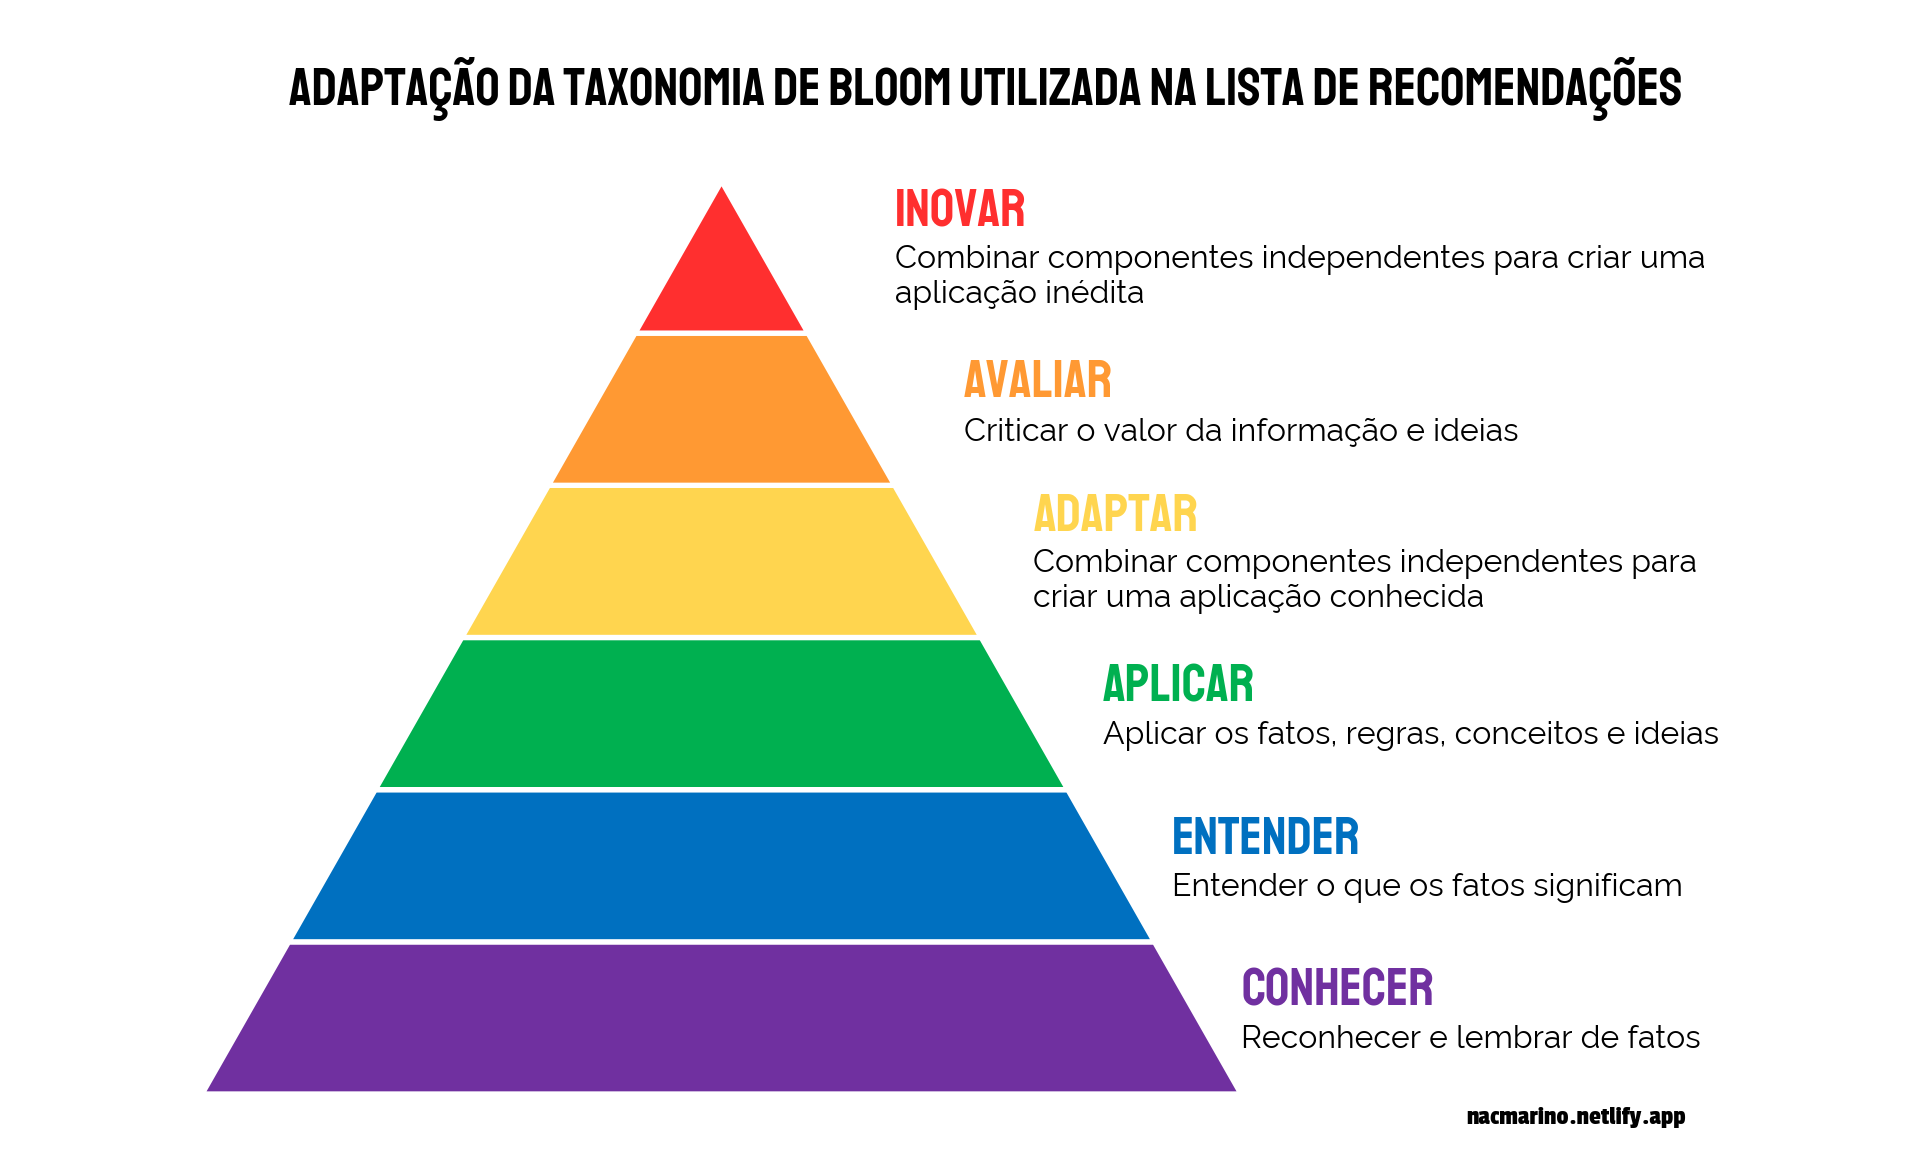 ADAPTAÇÃO DA TAXONOMIA DE BLOOM UTILIZADA NA LISTA DE RECOMENDAÇÕES
INOVAR
Combinar componentes independentes para criar uma
aplicação inédita
AVALIAR
Criticar o valor da informação e ideias
ADAPTAR
Combinar componentes independentes para
criar uma aplicação conhecida
APLICAR
Aplicar os fatos, regras, conceitos e ideias
ENTENDER
Entender o que os fatos significam
CONHECER
Reconhecer e lembrar de fatos
nacmarino.netlify.app